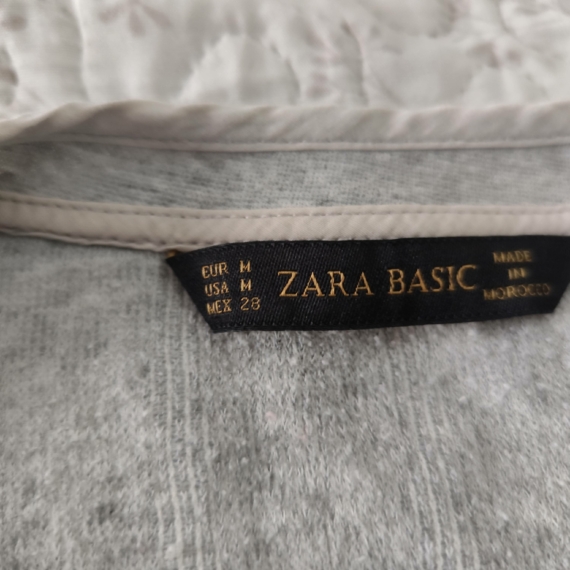 EUR M
USA M
MEX 28
ZARA BASIC
MADE
IN
MOROCCO